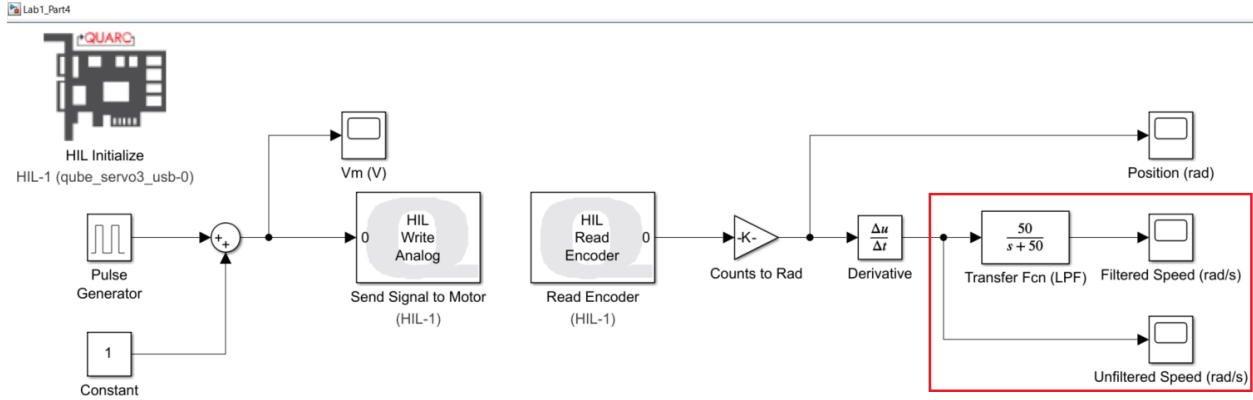 Lab1_Part4
QUARC
HIL Initialize
HIL-1 (qube_servo3_usb-0)
Vm (V)
Position (rad)
Pulse
Generator
+
+
0
HIL
Write
Analog
Send Signal to Motor
(HIL-1)
HIL
Read
Encoder
0
Read Encoder
(HIL-1)
-K-
Counts to Rad
Δu
Δt
Derivative
50
s + 50
Transfer Fcn (LPF)
Filtered Speed (rad/s)
1
Constant
Unfiltered Speed (rad/s)